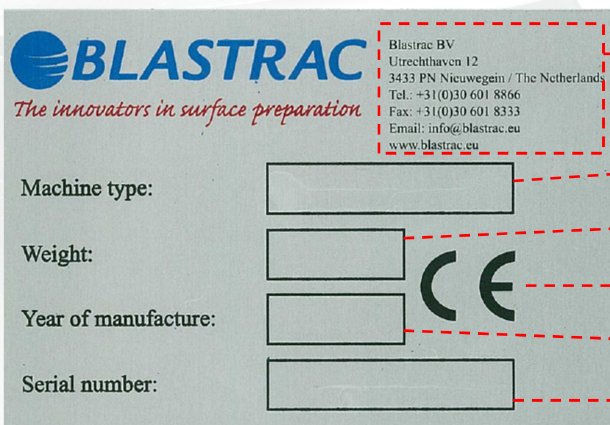 BLASTRAC
The innovators in surface preparation
Blastrac BV
Utrechthaven 12
3433 PN Nieuwegein / The Netherlands
Tel.: +31(0)30 601 8866
Fax: +31(0)30 601 8333
Email: info@blastrac.eu
www.blastrac.eu
Machine type:
Weight:
CE
Year of manufacture:
Serial number: